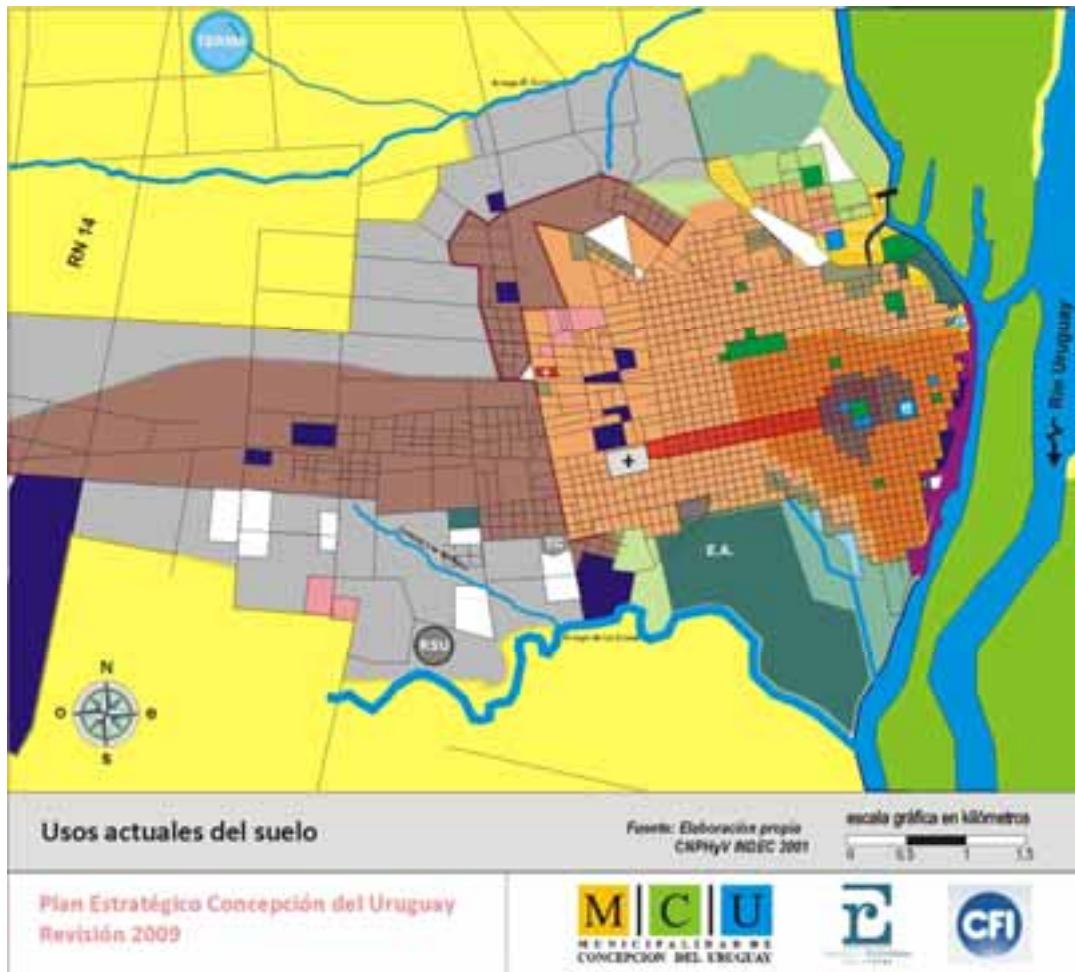 TERMA
RN 14
Río Uruguay
E.A.
RSU
N
o e
s
Usos actuales del suelo
Fuente: Elaboración propia
CNPHyV INDEC 2001
escala gráfica en kilómetros
0 0.5 1 1.5
Plan Estratégico Concepción del Uruguay
Revisión 2009
M C U
MUNICIPALIDAD DE
CONCEPCION DEL URUGUAY
CFI